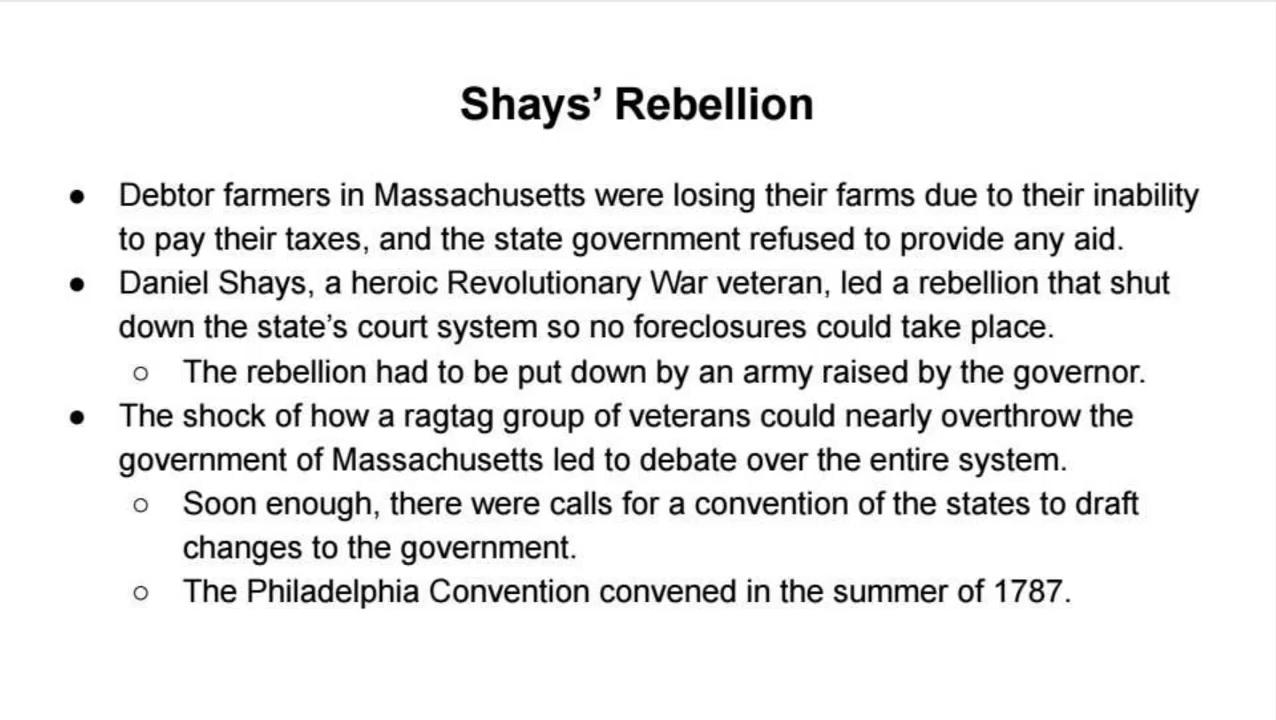 Shays’ Rebellion
● Debtor farmers in Massachusetts were losing their farms due to their inability
to pay their taxes, and the state government refused to provide any aid.
● Daniel Shays, a heroic Revolutionary War veteran, led a rebellion that shut
down the state’s court system so no foreclosures could take place.
○ The rebellion had to be put down by an army raised by the governor.
● The shock of how a ragtag group of veterans could nearly overthrow the
government of Massachusetts led to debate over the entire system.
○ Soon enough, there were calls for a convention of the states to draft
changes to the government.
○ The Philadelphia Convention convened in the summer of 1787.